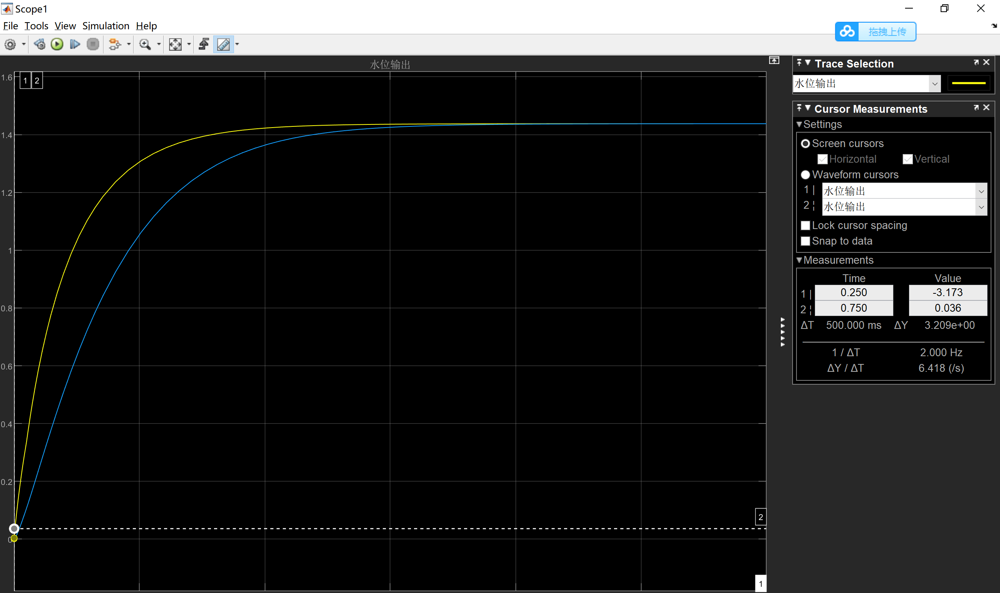 Scope1
File Tools View Simulation Help
拖拽上传
水位输出
1 2
1.6
1.4
1.2
1
0.8
0.6
0.4
0.2
0
2
1
Trace Selection
水位输出
Cursor Measurements
Settings
Screen cursors
Horizontal Vertical
Waveform cursors
1 | 水位输出
2 ¦ 水位输出
Lock cursor spacing
Snap to data
Measurements
Time Value
1 | 0.250 -3.173
2 ¦ 0.750 0.036
ΔT 500.000 ms ΔY 3.209e+00
1 / ΔT 2.000 Hz
ΔY / ΔT 6.418 (/s)